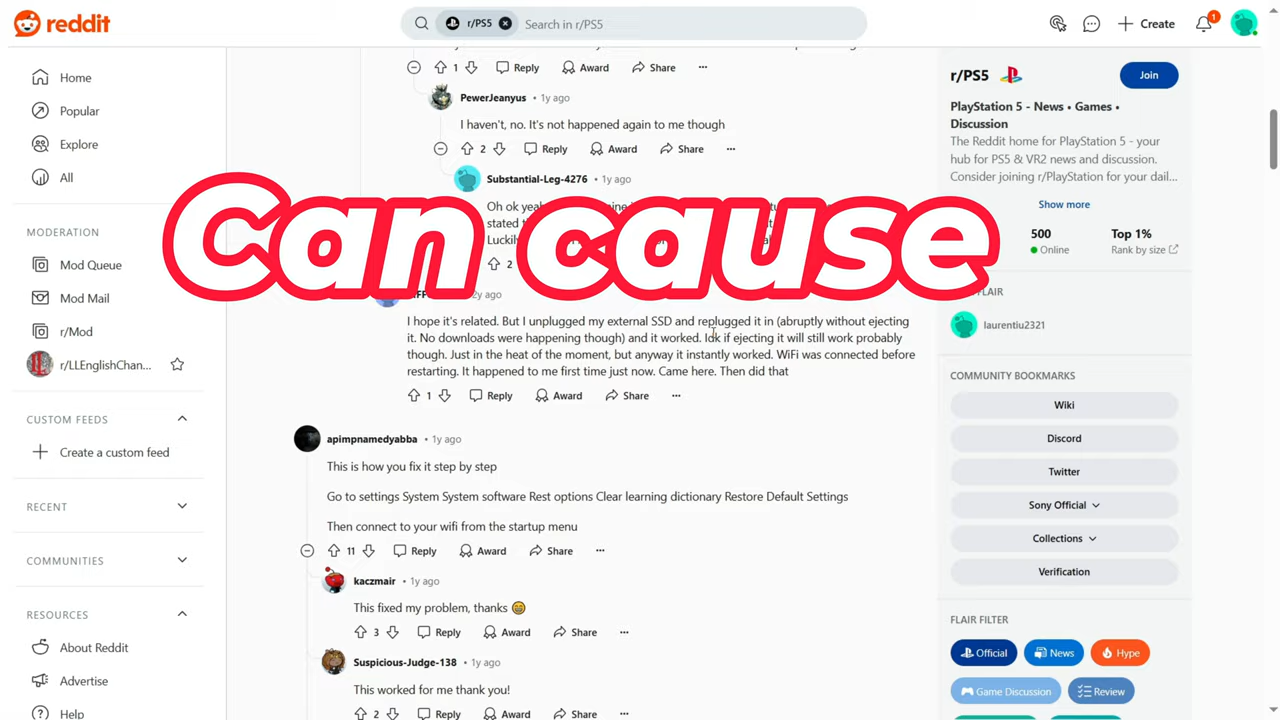 reddit
r/PS5
Search in r/PS5
Create
1
Home
Popular
Explore
All
MODERATION
Mod Queue
Mod Mail
r/Mod
r/LLEnglishChan...
CUSTOM FEEDS
Create a custom feed
RECENT
COMMUNITIES
RESOURCES
About Reddit
Advertise
Help
1 Reply Award Share ...
PewerJeanyus • 1y ago
I haven't, no. It's not happened again to me though
2 Reply Award Share ...
Substantial-Leg-4276 • 1y ago
Oh ok yeah
stated
Luckil
2
Can cause
2y ago
I hope it's related. But I unplugged my external SSD and replugged it in (abruptly without ejecting
it. No downloads were happening though) and it worked. Idk if ejecting it will still work probably
though. Just in the heat of the moment, but anyway it instantly worked. WiFi was connected before
restarting. It happened to me first time just now. Came here. Then did that
1 Reply Award Share ...
apimpnamedyabba • 1y ago
This is how you fix it step by step
Go to settings System System software Rest options Clear learning dictionary Restore Default Settings
Then connect to your wifi from the startup menu
11 Reply Award Share ...
kaczmair • 1y ago
This fixed my problem, thanks 😁
3 Reply Award Share ...
Suspicious-Judge-138 • 1y ago
This worked for me thank you!
2 Reply Award Share ...
r/PS5
Join
PlayStation 5 - News • Games •
Discussion
The Reddit home for PlayStation 5 - your
hub for PS5 & VR2 news and discussion.
Consider joining r/PlayStation for your dail...
Show more
500 Top 1%
Online Rank by size
FLAIR
laurentiu2321
COMMUNITY BOOKMARKS
Wiki
Discord
Twitter
Sony Official
Collections
Verification
FLAIR FILTER
Official News Hype
Game Discussion Review